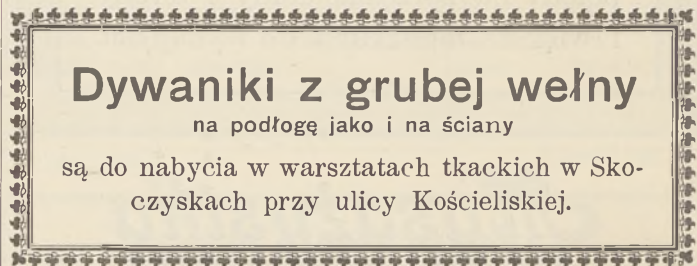 Dywaniki z grubej wełny
na podłogę jako i na ściany
są do nabycia w warsztatach tkackich w Sko-
czyskach przy ulicy Kościeliskiej.